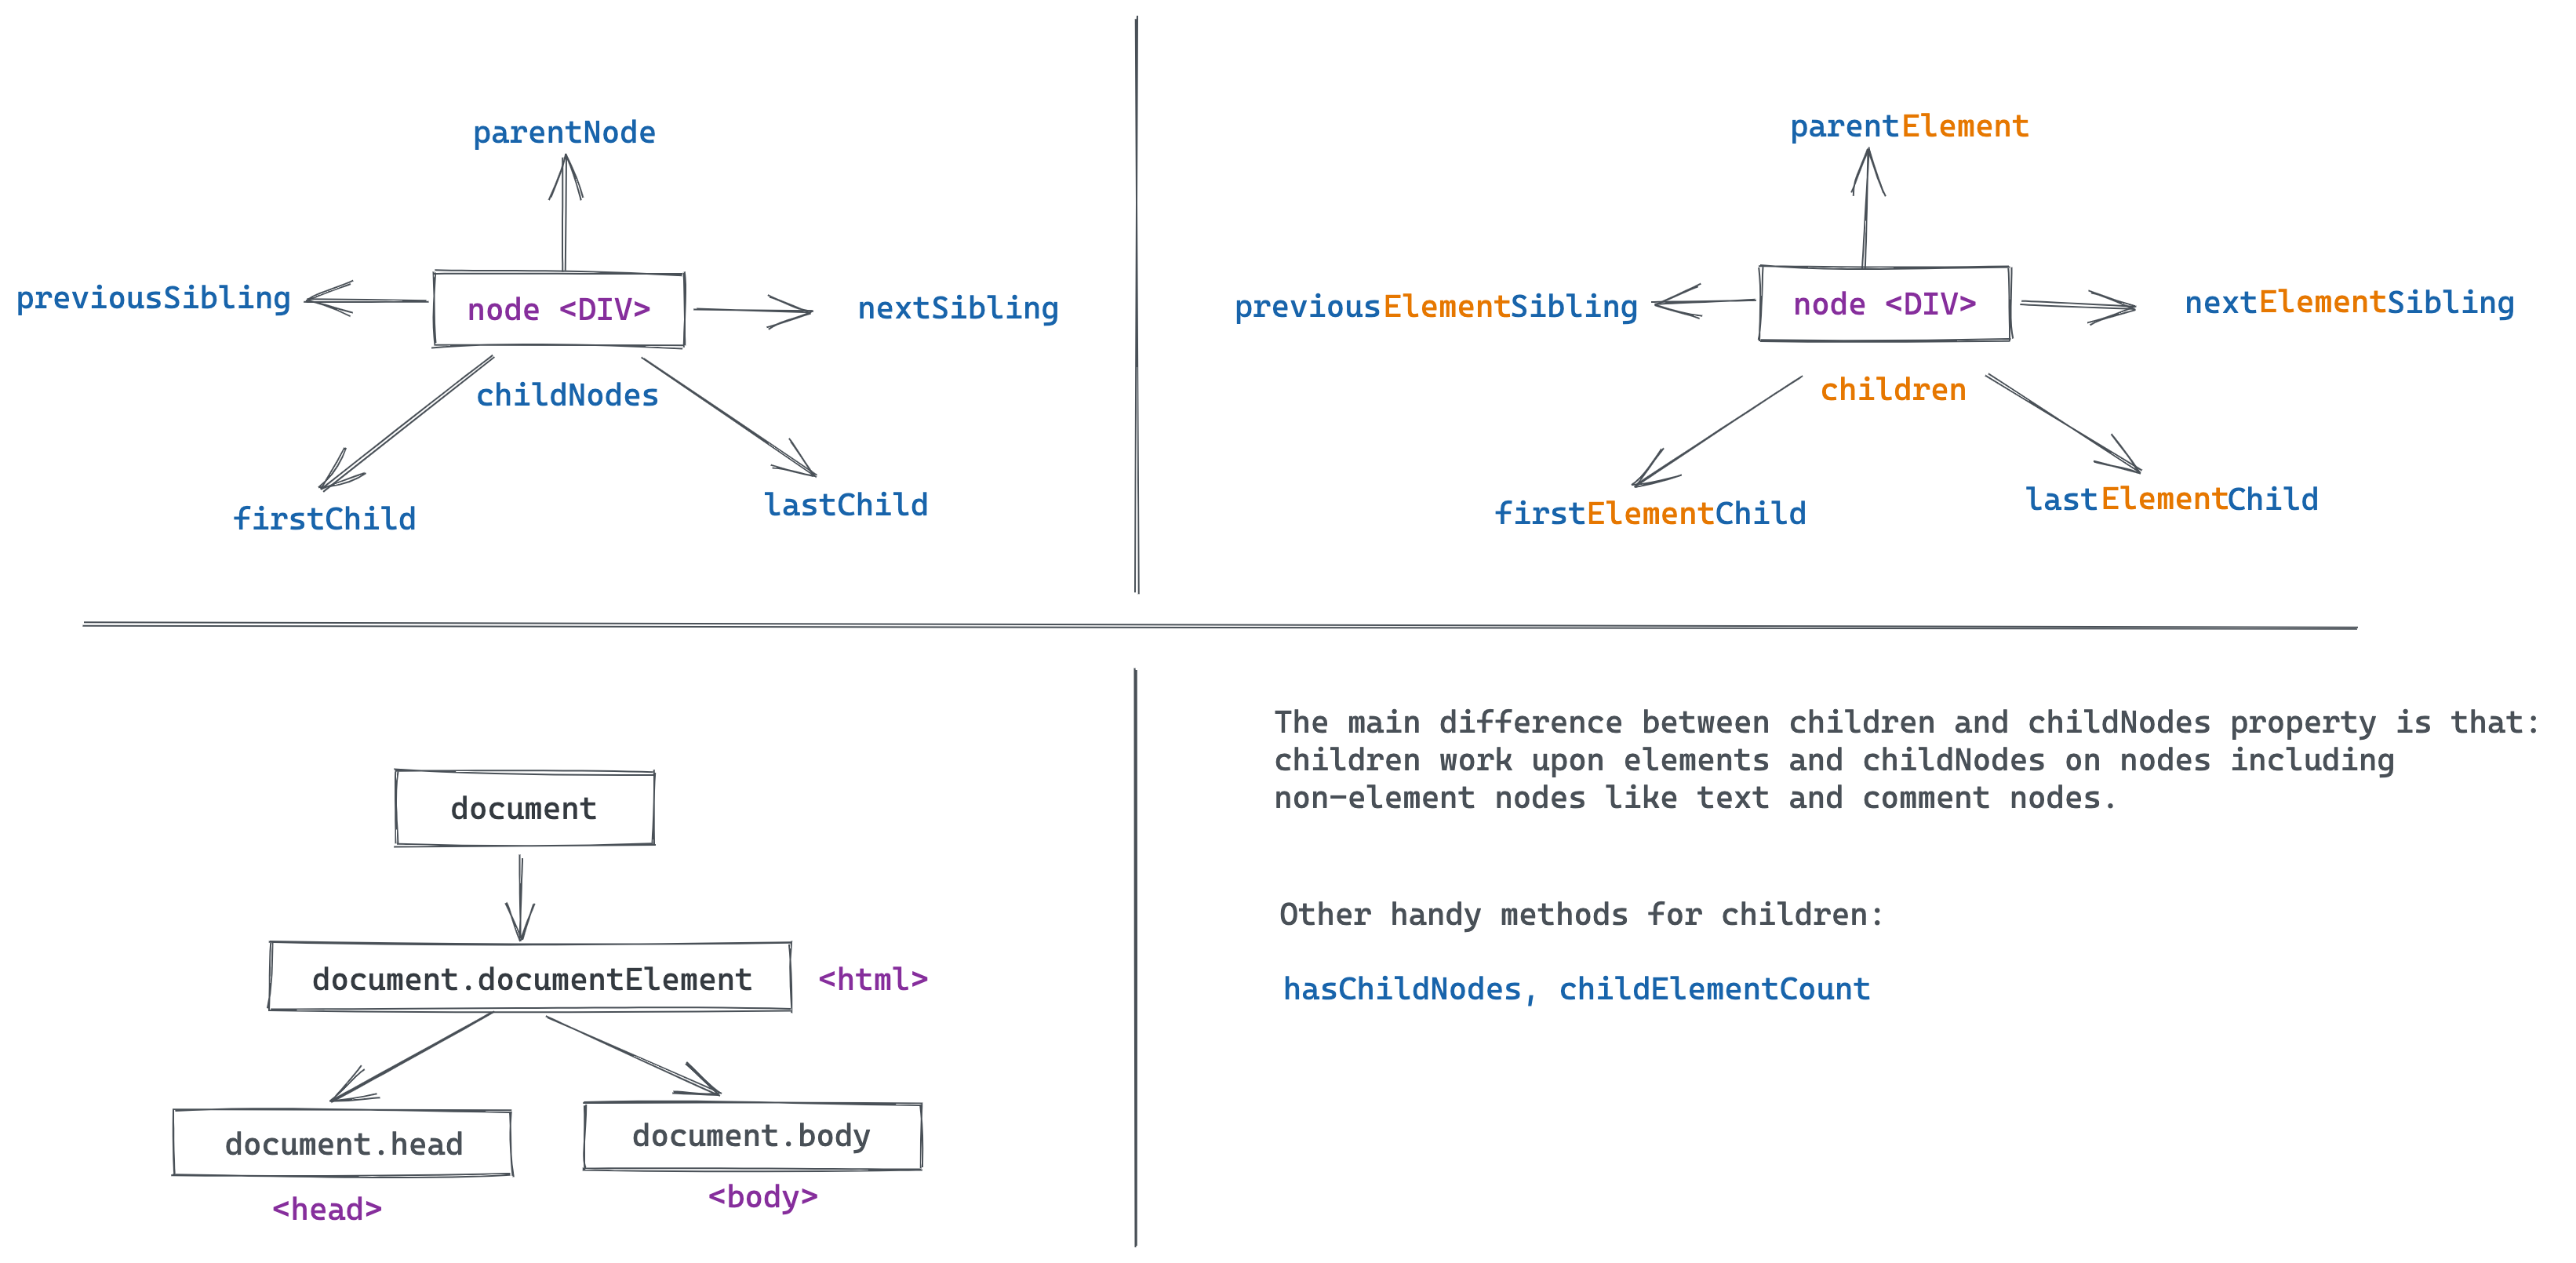 parentNode
previousSibling
node <DIV>
nextSibling
childNodes
firstChild
lastChild
parentElement
previousElementSibling
node <DIV>
nextElementSibling
children
firstElementChild
lastElementChild
document
document.documentElement
<html>
document.head
document.body
<head>
<body>
The main difference between children and childNodes property is that:
children work upon elements and childNodes on nodes including
non-element nodes like text and comment nodes.
Other handy methods for children:
hasChildNodes, childElementCount